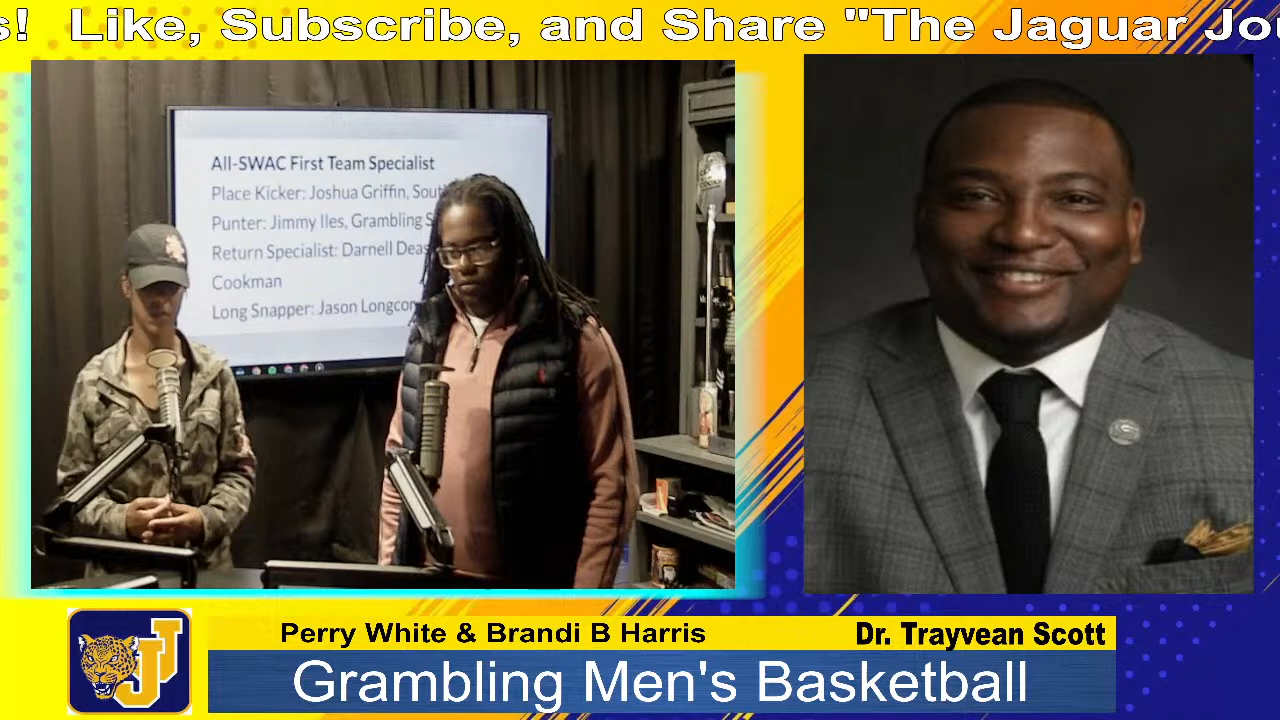 s! Like, Subscribe, and Share "The Jaguar Jou
All-SWAC First Team Specialist
Place Kicker: Joshua Griffin, Sout
Punter: Jimmy Iles, Grambling S
Return Specialist: Darnell Deas
Cookman
Long Snapper: Jason Longcor
JJ
Perry White & Brandi B Harris
Dr. Trayvean Scott
Grambling Men's Basketball